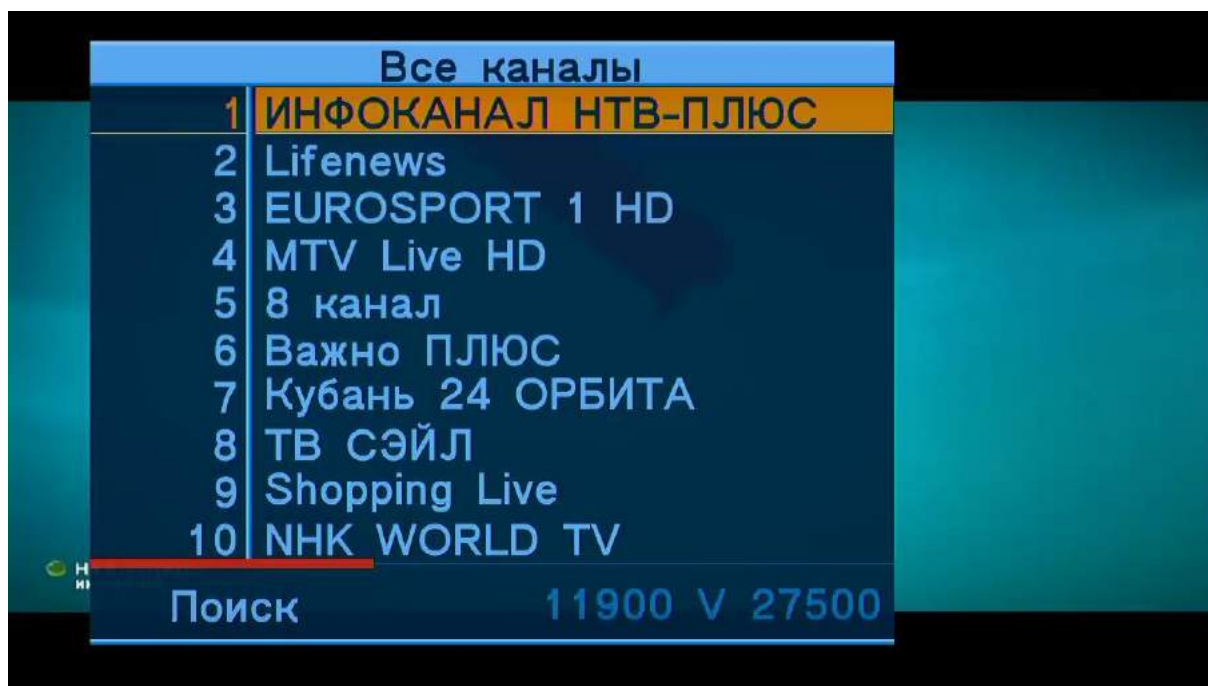 Все каналы
1 ИНФОКАНАЛ НТВ-ПЛЮС
2 Lifenews
3 EUROSPORT 1 HD
4 MTV Live HD
5 8 канал
6 Важно ПЛЮС
7 Кубань 24 ОРБИТА
8 ТВ СЭЙЛ
9 Shopping Live
10 NHK WORLD TV
Поиск 11900 V 27500